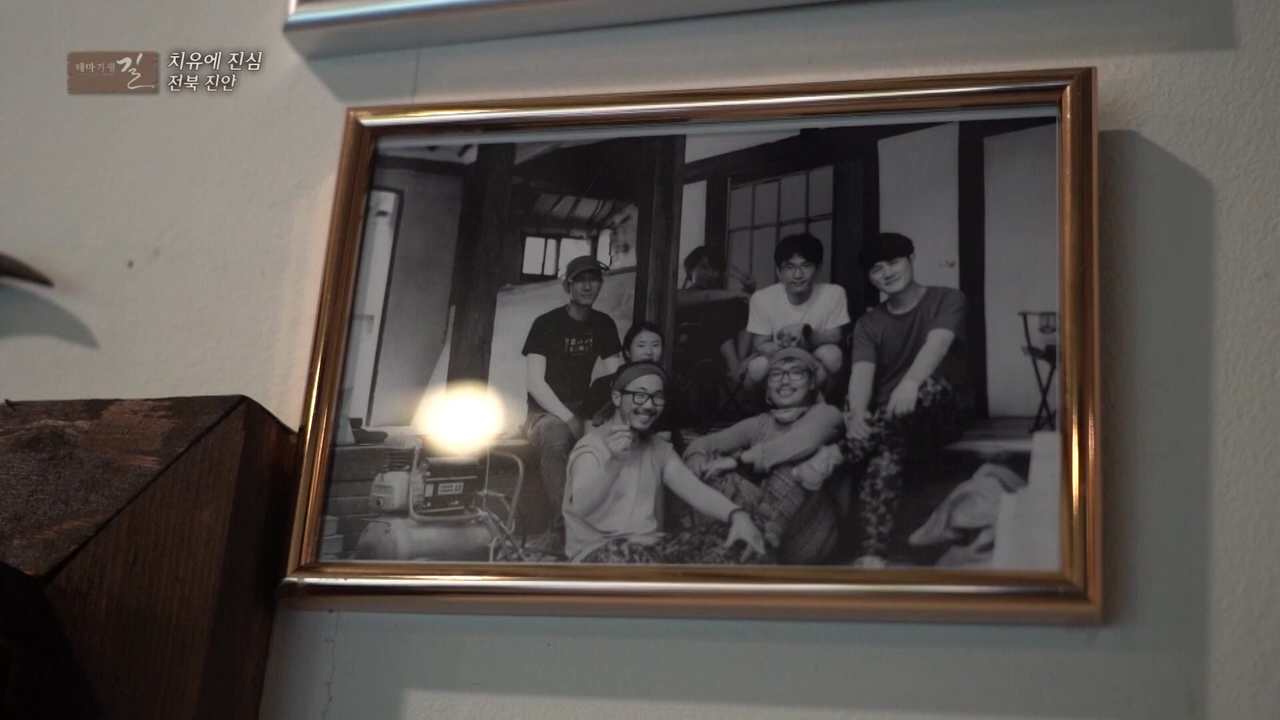 테마기행 길
치유에 진심
전북 진안